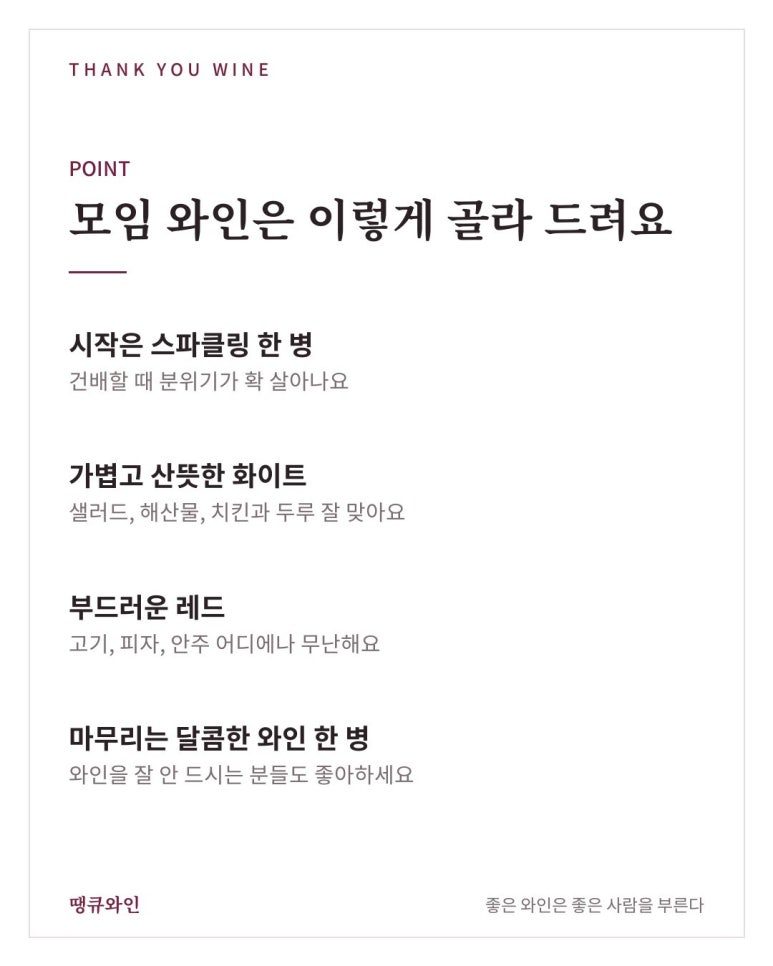 THANK YOU WINE
POINT
모임 와인은 이렇게 골라 드려요
시작은 스파클링 한 병
건배할 때 분위기가 확 살아나요
가볍고 산뜻한 화이트
샐러드, 해산물, 치킨과 두루 잘 맞아요
부드러운 레드
고기, 피자, 안주 어디에나 무난해요
마무리는 달콤한 와인 한 병
와인을 잘 안 드시는 분들도 좋아하세요
땡큐와인
좋은 와인은 좋은 사람을 부른다